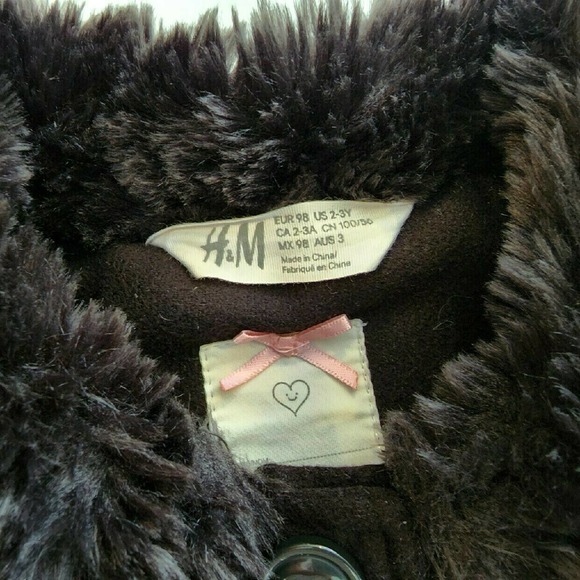 H&M
EUR 98 US 2-3Y
CA 2-3A CN 100/56
MX 98 AUS 3
Made in China/
Fabriqué en Chine